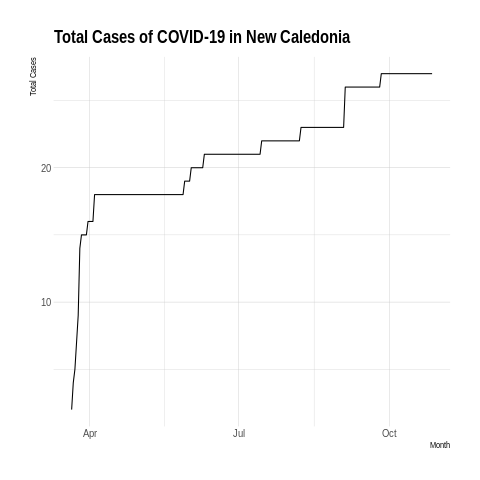 Total Cases of COVID-19 in New Caledonia
Total Cases
20
10
Apr Jul Oct
Month